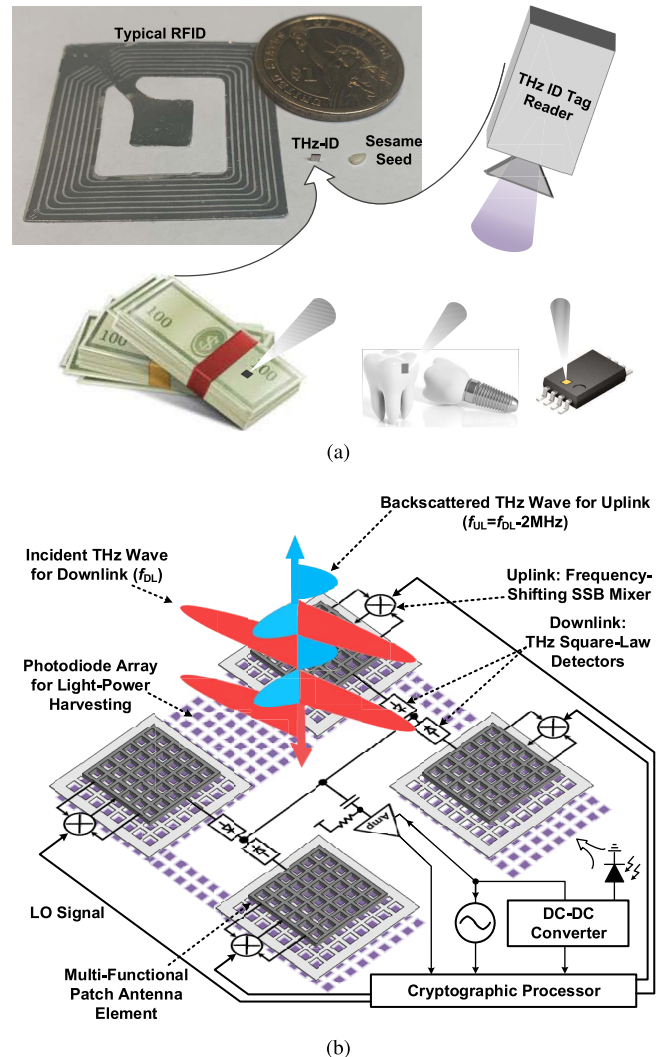 Typical RFID
$1
THz-ID
Sesame
Seed
THz ID Tag
Reader
100
100
100
(a)
Backscattered THz Wave for Uplink
(fUL=fDL-2MHz)
Incident THz Wave
for Downlink (fDL)
Uplink: Frequency-
Shifting SSB Mixer
Downlink:
THz Square-Law
Detectors
Photodiode Array
for Light-Power
Harvesting
Amp
LO Signal
DC-DC
Converter
Multi-Functional
Patch Antenna
Element
Cryptographic Processor
(b)